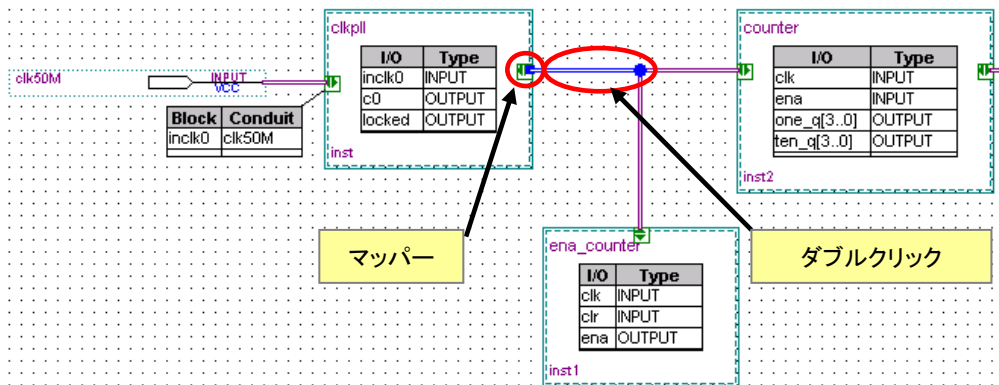 clkpll
I/O Type
inclk0 INPUT
c0 OUTPUT
locked OUTPUT
inst
clk50M
INPUT
VCC
Block Conduit
inclk0 clk50M
counter
I/O Type
clk INPUT
ena INPUT
one_q[3..0] OUTPUT
ten_q[3..0] OUTPUT
inst2
マッパー
ダブルクリック
ena_counter
I/O Type
clk INPUT
clr INPUT
ena OUTPUT
inst1